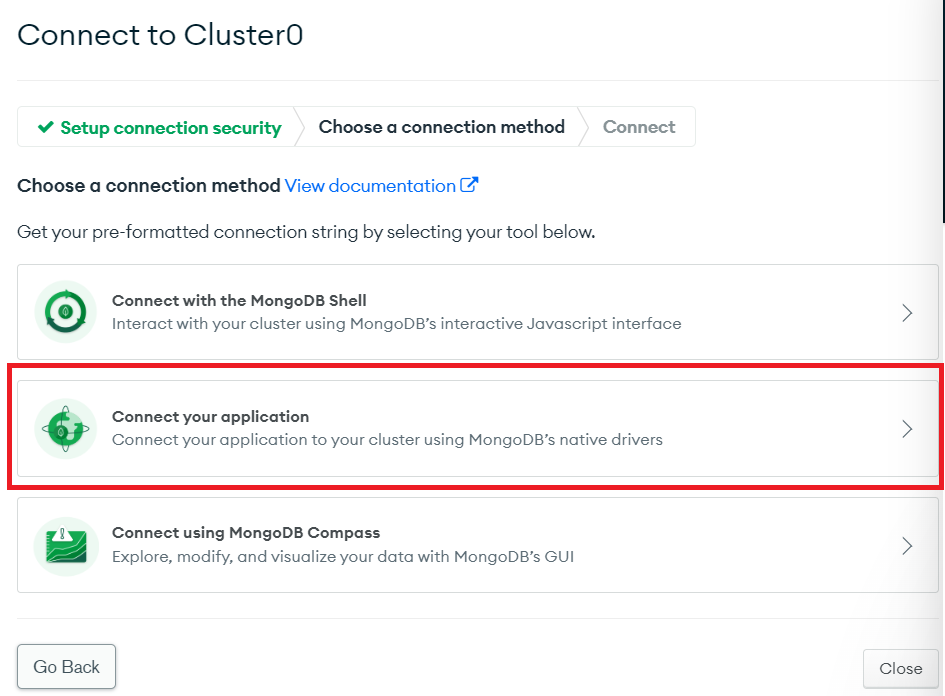 Connect to Cluster0
Setup connection security
Choose a connection method
Connect
Choose a connection method View documentation
Get your pre-formatted connection string by selecting your tool below.
Connect with the MongoDB Shell
Interact with your cluster using MongoDB’s interactive Javascript interface
Connect your application
Connect your application to your cluster using MongoDB’s native drivers
Connect using MongoDB Compass
Explore, modify, and visualize your data with MongoDB’s GUI
Go Back
Close